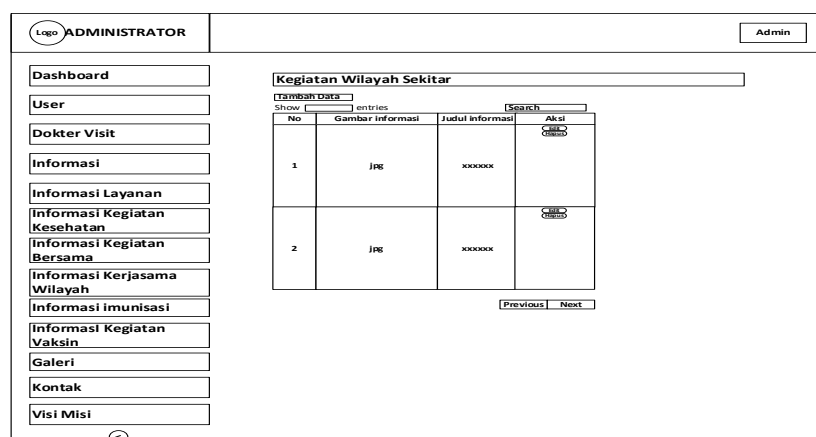 Logo ADMINISTRATOR
Admin
Dashboard
User
Dokter Visit
Informasi
Informasi Layanan
Informasi Kegiatan
Kesehatan
Informasi Kegiatan
Bersama
Informasi Kerjasama
Wilayah
Informasi imunisasi
InformasI Kegiatan
Vaksin
Galeri
Kontak
Visi Misi
Kegiatan Wilayah Sekitar
Tambah Data
Show entries
Search
No Gambar informasi Judul informasi Aksi
Edit
Hapus
1 jpg xxxxxx
Edit
Hapus
2 jpg xxxxxx
Previous Next